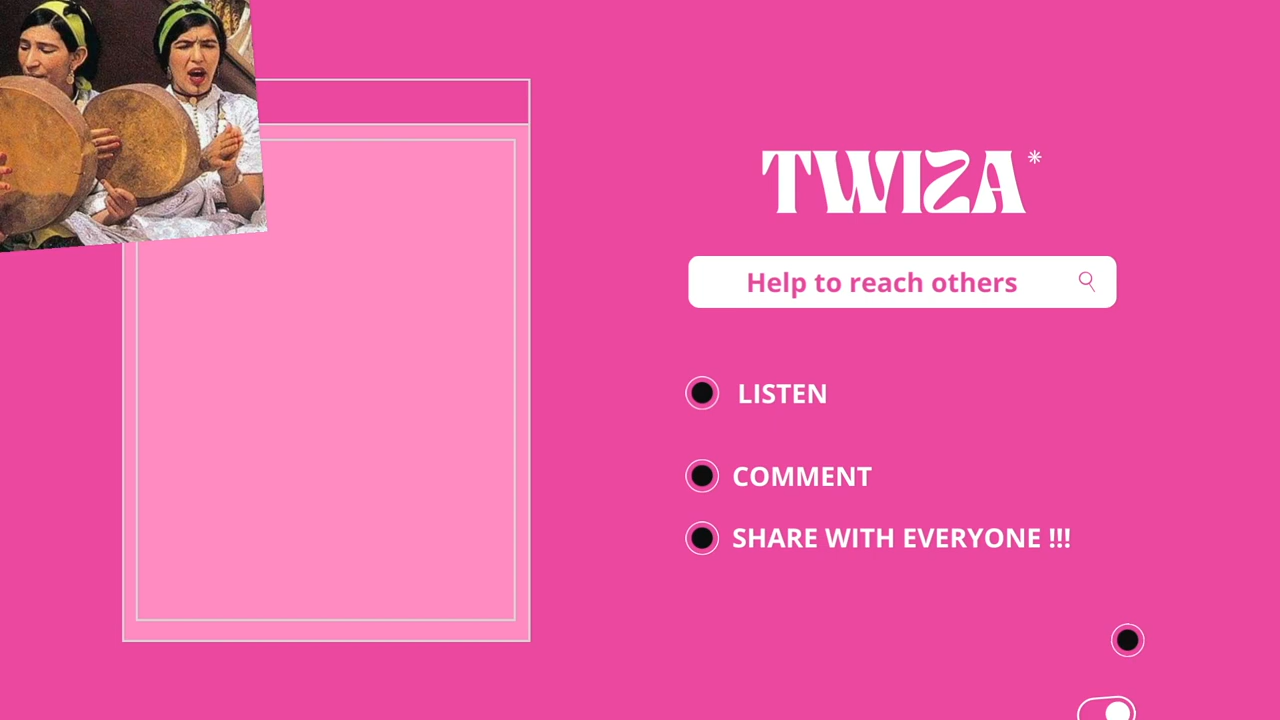 TWIZA*
Help to reach others
LISTEN
COMMENT
SHARE WITH EVERYONE !!!